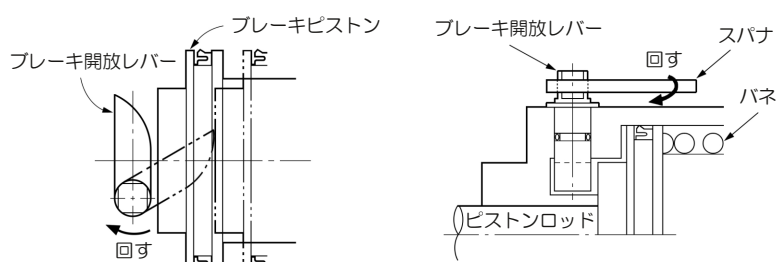 ブレーキピストン
ブレーキ開放レバー
回す
ブレーキ開放レバー
スパナ
回す
バネ
ピストンロッド